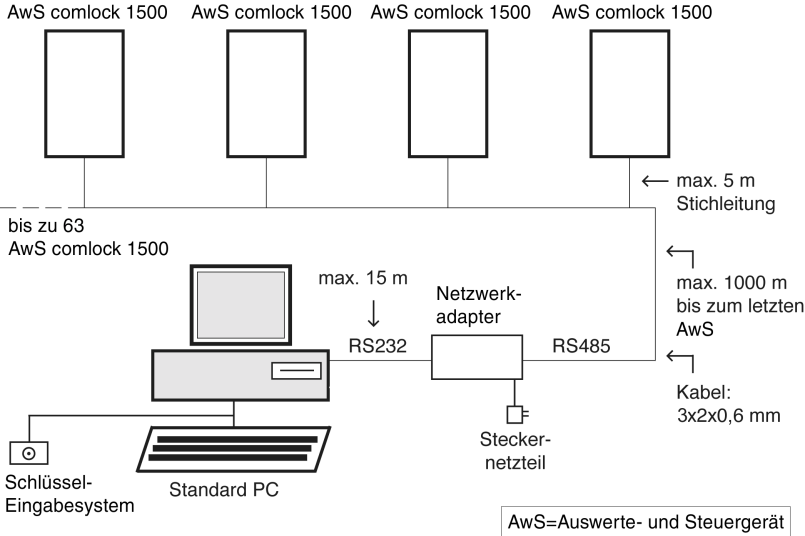 AwS comlock 1500
AwS comlock 1500
AwS comlock 1500
AwS comlock 1500
max. 5 m
Stichleitung
bis zu 63
AwS comlock 1500
max. 15 m
Netzwerk-
adapter
max. 1000 m
bis zum letzten
AwS
RS232
RS485
Kabel:
3x2x0,6 mm
Stecker-
netzteil
Schlüssel-
Eingabesystem
Standard PC
AwS=Auswerte- und Steuergerät